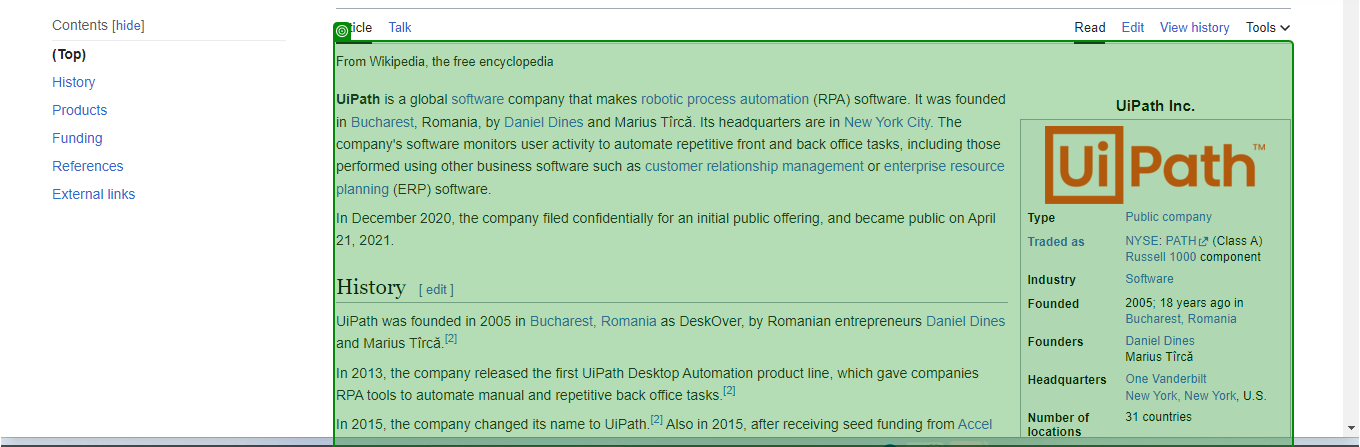 Contents [hide]
(Top)
History
Products
Funding
References
External links
ticle Talk
Read Edit View history Tools
From Wikipedia, the free encyclopedia
UiPath is a global software company that makes robotic process automation (RPA) software. It was founded
in Bucharest, Romania, by Daniel Dines and Marius Tîrcă. Its headquarters are in New York City. The
company's software monitors user activity to automate repetitive front and back office tasks, including those
performed using other business software such as customer relationship management or enterprise resource
planning (ERP) software.
In December 2020, the company filed confidentially for an initial public offering, and became public on April
21, 2021.
History [ edit ]
UiPath was founded in 2005 in Bucharest, Romania as DeskOver, by Romanian entrepreneurs Daniel Dines
and Marius Tîrcă.[2]
In 2013, the company released the first UiPath Desktop Automation product line, which gave companies
RPA tools to automate manual and repetitive back office tasks.[2]
In 2015, the company changed its name to UiPath.[2] Also in 2015, after receiving seed funding from Accel
UiPath Inc.
UiPath™
Type Public company
Traded as NYSE: PATH (Class A)
Russell 1000 component
Industry Software
Founded 2005; 18 years ago in
Bucharest, Romania
Founders Daniel Dines
Marius Tîrcă
Headquarters One Vanderbilt
New York, New York, U.S.
Number of 31 countries
locations